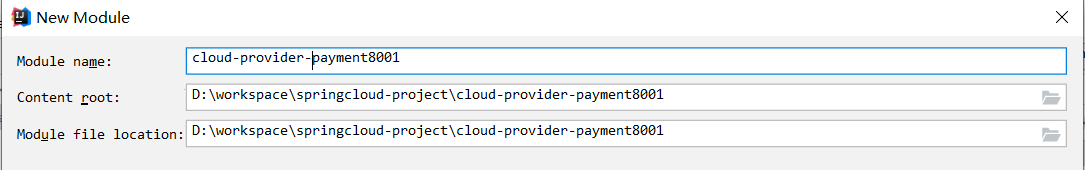 New Module
Module name: cloud-provider-payment8001
Content root: D:\workspace\springcloud-project\cloud-provider-payment8001
Module file location: D:\workspace\springcloud-project\cloud-provider-payment8001